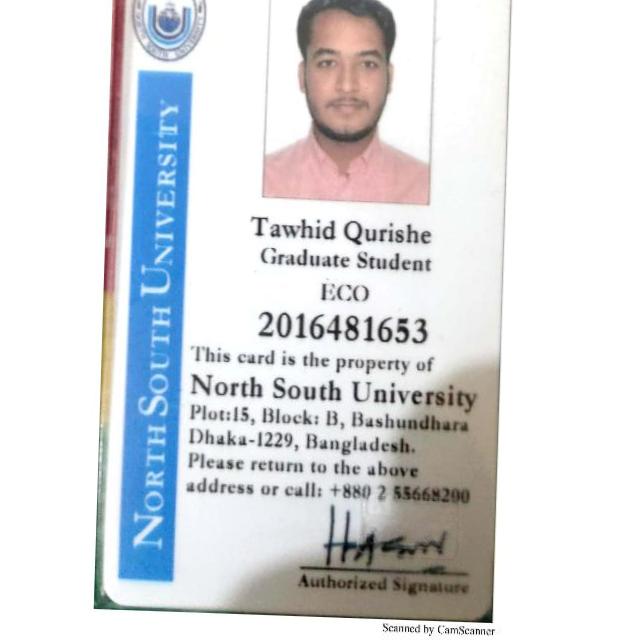 NORTH SOUTH UNIVERSITY
Tawhid Qurishe
Graduate Student
ECO
2016481653
This card is the property of
North South University
Plot:15, Block: B, Bashundhara
Dhaka-1229, Bangladesh.
Please return to the above
address or call: +880 2 55668200
Authorized Signature
Scanned by CamScanner